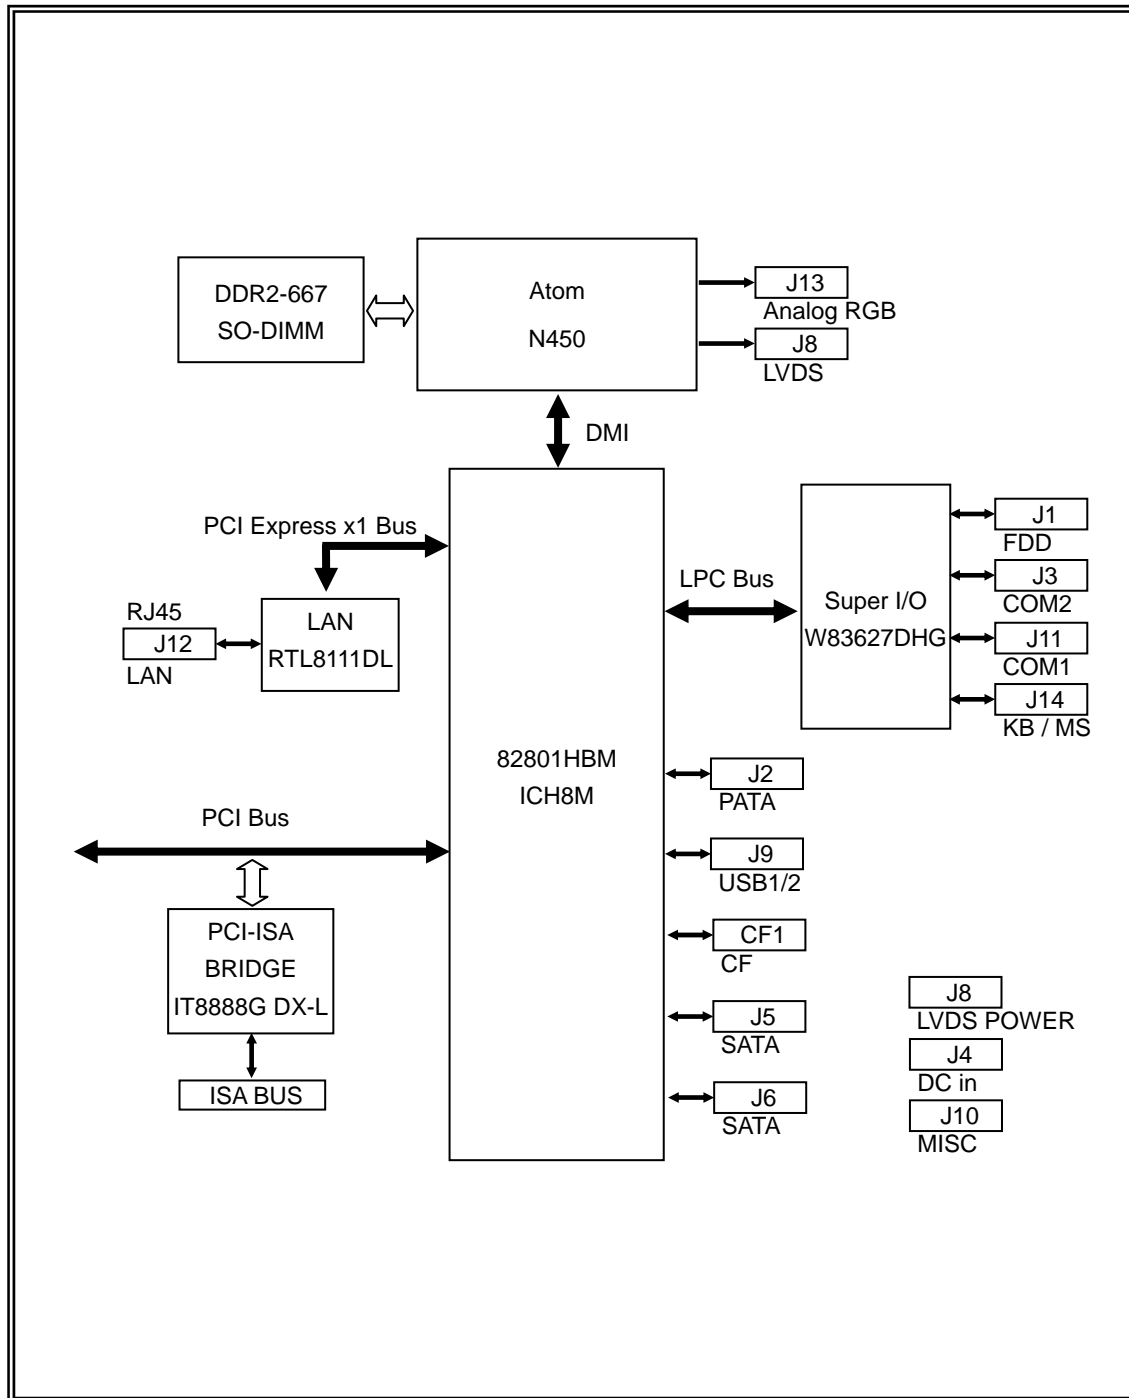 DDR2-667
SO-DIMM
Atom
N450
J13
Analog RGB
J8
LVDS
DMI
PCI Express x1 Bus
RJ45
J12
LAN
LAN
RTL8111DL
LPC Bus
Super I/O
W83627DHG
J1
FDD
J3
COM2
J11
COM1
J14
KB / MS
82801HBM
ICH8M
J2
PATA
J9
USB1/2
CF1
CF
J5
SATA
J6
SATA
PCI Bus
PCI-ISA
BRIDGE
IT8888G DX-L
ISA BUS
J8
LVDS POWER
J4
DC in
J10
MISC